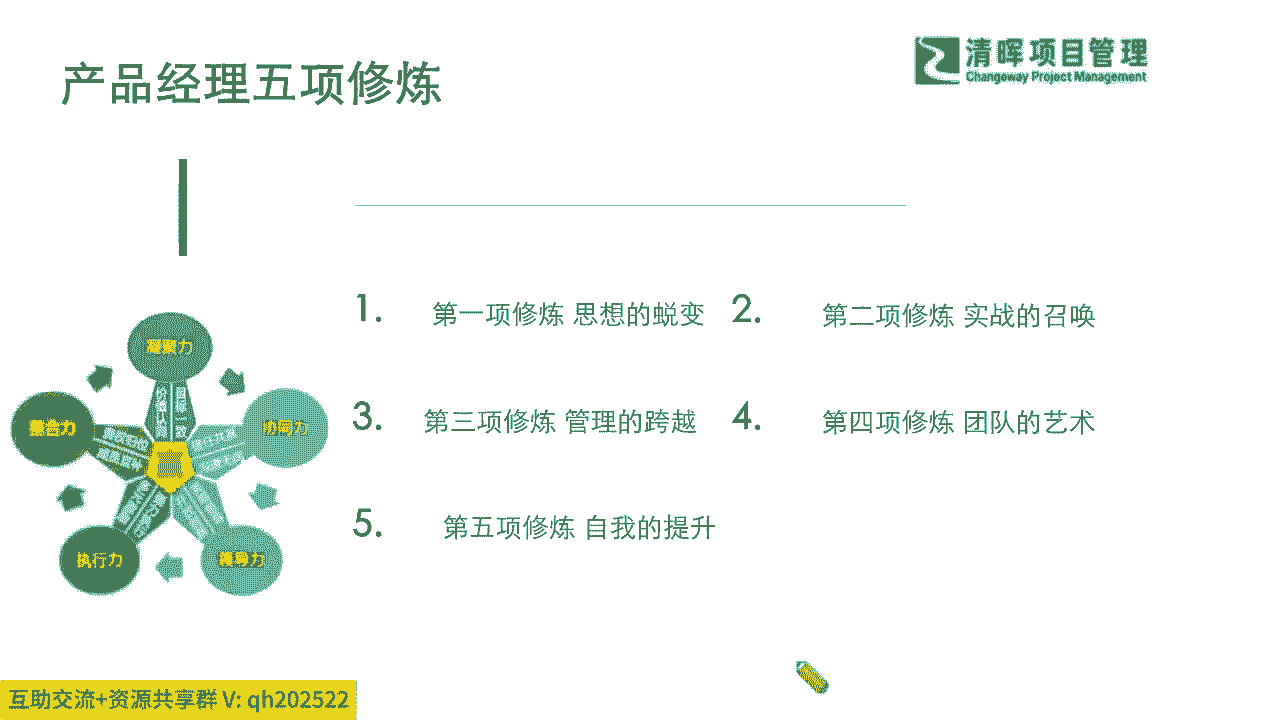 产品经理五项修炼
清晖项目管理
Changeway Project Management
1. 第一项修炼 思想的蜕变
2. 第二项修炼 实战的召唤
3. 第三项修炼 管理的跨越
4. 第四项修炼 团队的艺术
5. 第五项修炼 自我的提升
凝聚力
协同力
领导力
执行力
整合力
互助交流+资源共享群 V: qh202522